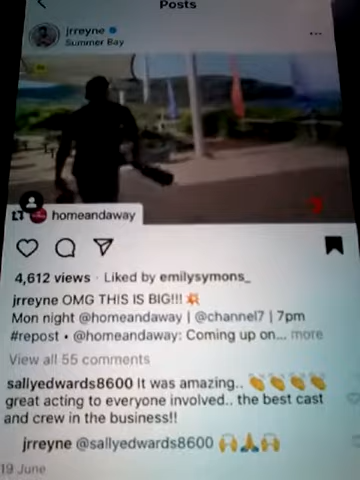 Posts
jrreyne
Summer Bay
homeandaway
4,612 views · Liked by emilysymons_
jrreyne OMG THIS IS BIG!!! 💥
Mon night @homeandaway | @channel7 | 7pm
#repost • @homeandaway: Coming up on... more
View all 55 comments
sallyedwards8600 It was amazing.. 👏👏👏👏
great acting to everyone involved.. the best cast
and crew in the business!!
jrreyne @sallyedwards8600 🙌🙏🙌
19 June